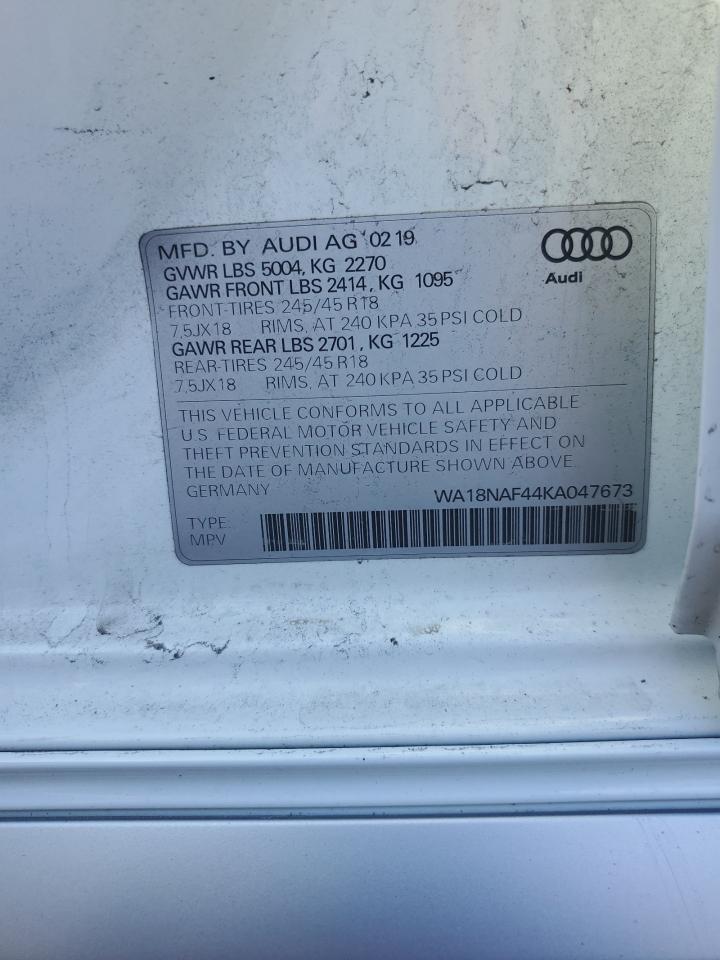 MFD. BY AUDI AG 02 19
Audi
GVWR LBS 5004, KG 2270
GAWR FRONT LBS 2414, KG 1095
FRONT-TIRES 245/45 R18
7,5JX18 RIMS, AT 240 KPA 35 PSI COLD
GAWR REAR LBS 2701, KG 1225
REAR-TIRES 245/45 R18
7,5JX18 RIMS, AT 240 KPA 35 PSI COLD
THIS VEHICLE CONFORMS TO ALL APPLICABLE
U.S. FEDERAL MOTOR VEHICLE SAFETY AND
THEFT PREVENTION STANDARDS IN EFFECT ON
THE DATE OF MANUFACTURE SHOWN ABOVE.
GERMANY WA18NAF44KA047673
TYPE:
MPV